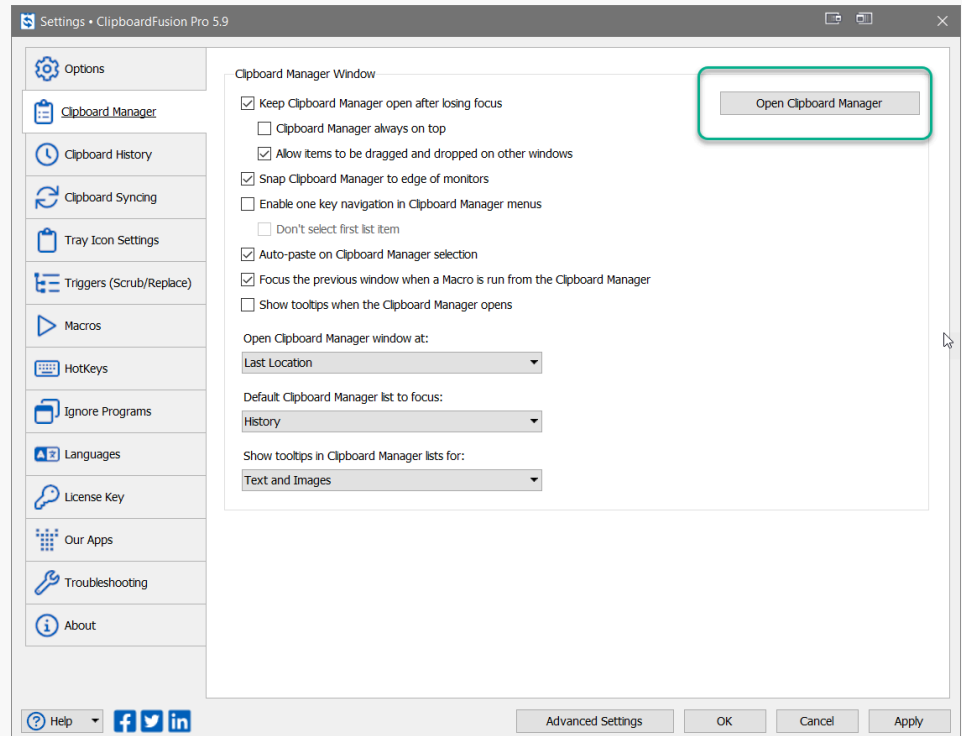 Settings • ClipboardFusion Pro 5.9
Options
Clipboard Manager
Clipboard History
Clipboard Syncing
Tray Icon Settings
Triggers (Scrub/Replace)
Macros
HotKeys
Ignore Programs
Languages
License Key
Our Apps
Troubleshooting
About
Clipboard Manager Window
Open Clipboard Manager
Keep Clipboard Manager open after losing focus
Clipboard Manager always on top
Allow items to be dragged and dropped on other windows
Snap Clipboard Manager to edge of monitors
Enable one key navigation in Clipboard Manager menus
Don't select first list item
Auto-paste on Clipboard Manager selection
Focus the previous window when a Macro is run from the Clipboard Manager
Show tooltips when the Clipboard Manager opens
Open Clipboard Manager window at:
Last Location
Default Clipboard Manager list to focus:
History
Show tooltips in Clipboard Manager lists for:
Text and Images
Help
Advanced Settings
OK
Cancel
Apply